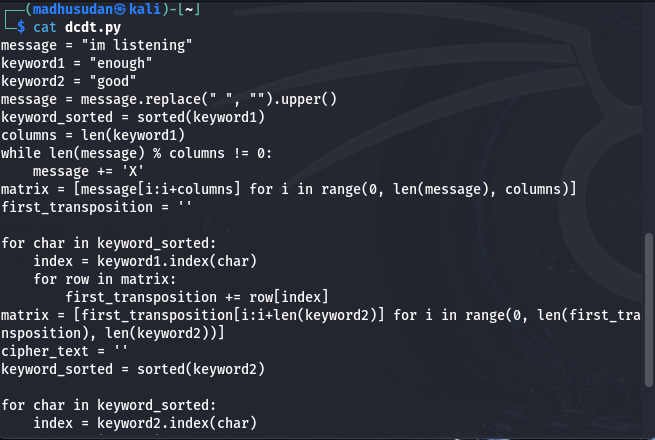 ┌──(madhusudan㉿kali)-[~]
└─$ cat dcdt.py
message = "im listening"
keyword1 = "enough"
keyword2 = "good"
message = message.replace(" ", "").upper()
keyword_sorted = sorted(keyword1)
columns = len(keyword1)
while len(message) % columns != 0:
    message += 'X'
matrix = [message[i:i+columns] for i in range(0, len(message), columns)]
first_transposition = ''

for char in keyword_sorted:
    index = keyword1.index(char)
    for row in matrix:
        first_transposition += row[index]
matrix = [first_transposition[i:i+len(keyword2)] for i in range(0, len(first_tra
nsposition), len(keyword2))]
cipher_text = ''
keyword_sorted = sorted(keyword2)

for char in keyword_sorted:
    index = keyword2.index(char)